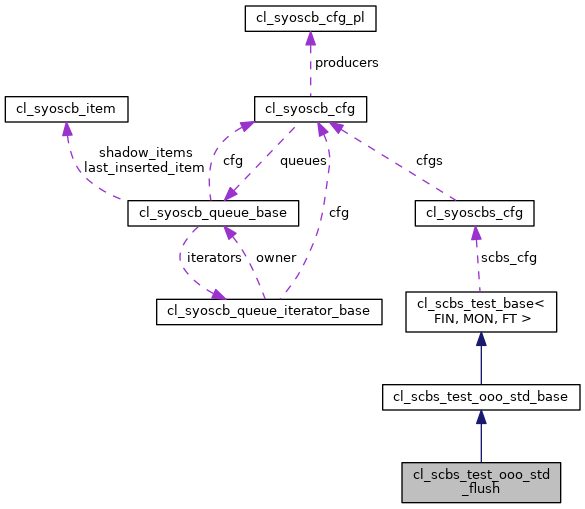 cl_syoscb_cfg_pl
producers
cl_syoscb_item
cl_syoscb_cfg
shadow_items
last_inserted_item
cfg
queues
cfgs
cl_syoscb_queue_base
cfg
cl_syoscbs_cfg
iterators
owner
scbs_cfg
cl_syoscb_queue_iterator_base
cl_scbs_test_base<
FIN, MON, FT >
cl_scbs_test_ooo_std_base
cl_scbs_test_ooo_std
_flush